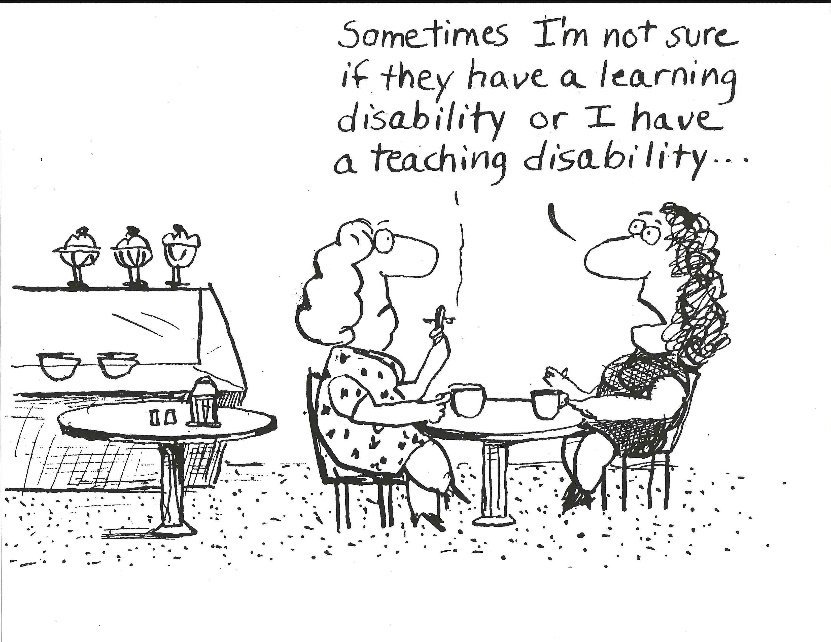 Sometimes I'm not sure
if they have a learning
disability or I have
a teaching disability...